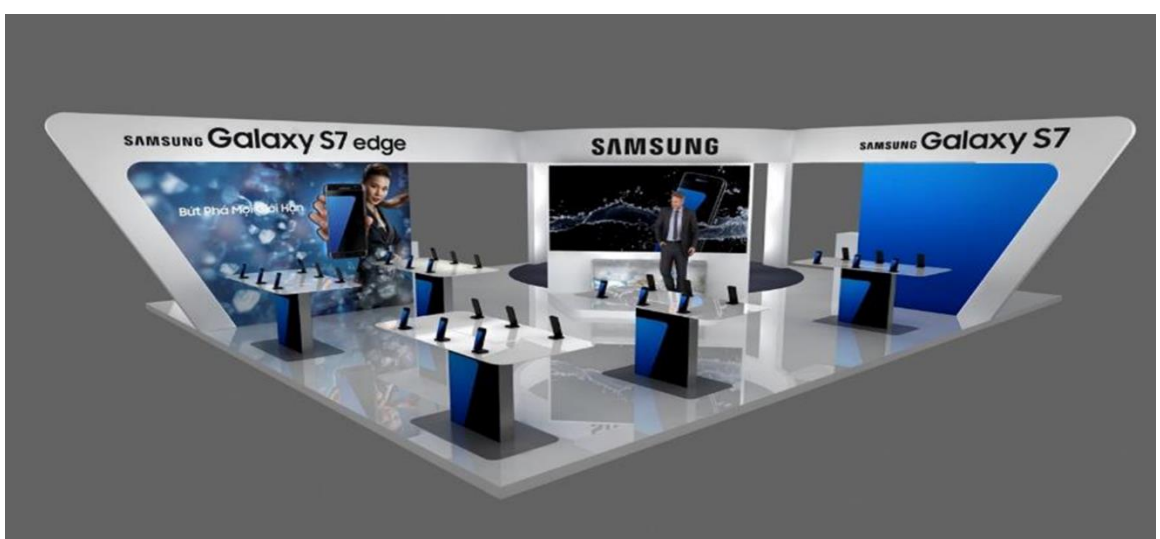 SAMSUNG Galaxy S7 edge
SAMSUNG
SAMSUNG Galaxy S7
Bứt Phá Mọi Giới Hạn